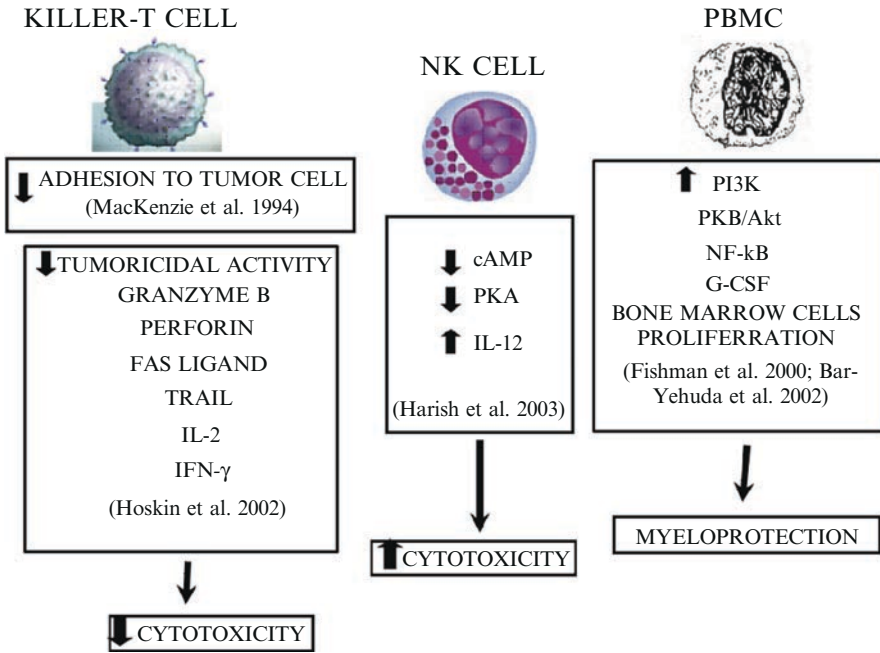 KILLER-T CELL
ADHESION TO TUMOR CELL
(MacKenzie et al. 1994)
TUMORICIDAL ACTIVITY
GRANZYME B
PERFORIN
FAS LIGAND
TRAIL
IL-2
IFN-γ
(Hoskin et al. 2002)
CYTOTOXICITY
NK CELL
cAMP
PKA
IL-12
(Harish et al. 2003)
CYTOTOXICITY
PBMC
PI3K
PKB/Akt
NF-kB
G-CSF
BONE MARROW CELLS
PROLIFERRATION
(Fishman et al. 2000; Bar-
Yehuda et al. 2002)
MYELOPROTECTION